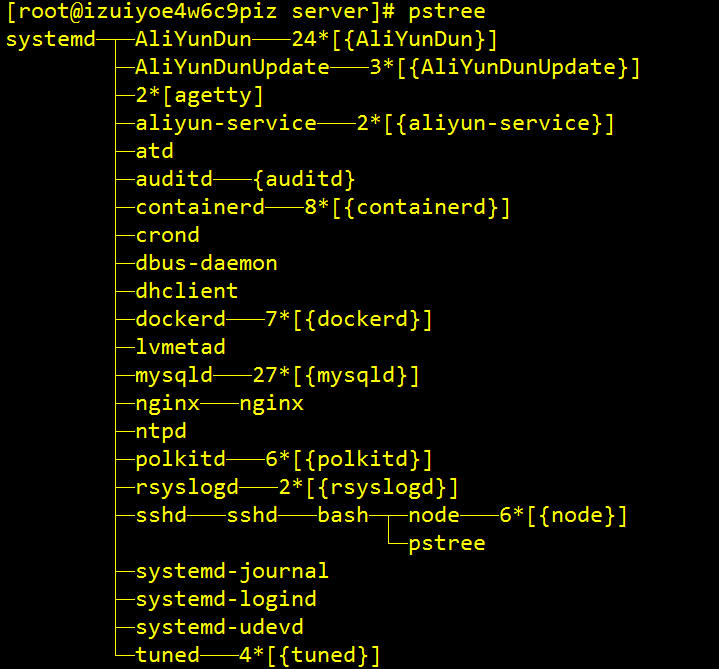 [root@izuiyoe4w6c9piz server]# pstree
systemd─┬─AliYunDun───24*[{AliYunDun}]
        ├─AliYunDunUpdate───3*[{AliYunDunUpdate}]
        ├─2*[agetty]
        ├─aliyun-service───2*[{aliyun-service}]
        ├─atd
        ├─auditd───{auditd}
        ├─containerd───8*[{containerd}]
        ├─crond
        ├─dbus-daemon
        ├─dhclient
        ├─dockerd───7*[{dockerd}]
        ├─lvmetad
        ├─mysqld───27*[{mysqld}]
        ├─nginx───nginx
        ├─ntpd
        ├─polkitd───6*[{polkitd}]
        ├─rsyslogd───2*[{rsyslogd}]
        ├─sshd───sshd───bash─┬─node───6*[{node}]
        │                    └─pstree
        ├─systemd-journal
        ├─systemd-logind
        ├─systemd-udevd
        └─tuned───4*[{tuned}]